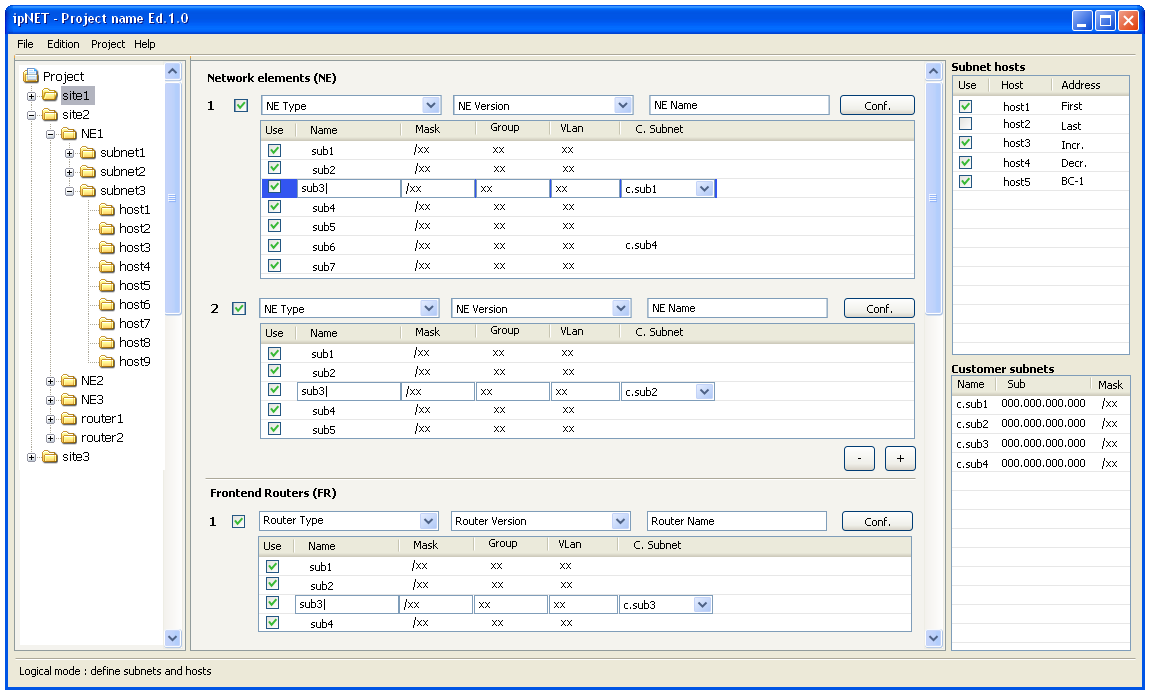 ipNET - Project name Ed.1.0
File Edition Project Help
Project
site1
site2
NE1
subnet1
subnet2
subnet3
host1
host2
host3
host4
host5
host6
host7
host8
host9
NE2
NE3
router1
router2
site3
Network elements (NE)
1 NE Type NE Version NE Name Conf.
Use Name Mask Group VLan C. Subnet
sub1 /xx xx xx
sub2 /xx xx xx
sub3 /xx xx xx c.sub1
sub4 /xx xx xx
sub5 /xx xx xx
sub6 /xx xx xx c.sub4
sub7 /xx xx xx
2 NE Type NE Version NE Name Conf.
Use Name Mask Group VLan C. Subnet
sub1 /xx xx xx
sub2 /xx xx xx
sub3 /xx xx xx c.sub2
sub4 /xx xx xx
sub5 /xx xx xx
- +
Frontend Routers (FR)
1 Router Type Router Version Router Name Conf.
Use Name Mask Group VLan C. Subnet
sub1 /xx xx xx
sub2 /xx xx xx
sub3 /xx xx xx c.sub3
sub4 /xx xx xx
Subnet hosts
Use Host Address
host1 First
host2 Last
host3 Incr.
host4 Decr.
host5 BC-1
Customer subnets
Name Sub Mask
c.sub1 000.000.000.000 /xx
c.sub2 000.000.000.000 /xx
c.sub3 000.000.000.000 /xx
c.sub4 000.000.000.000 /xx
Logical mode : define subnets and hosts